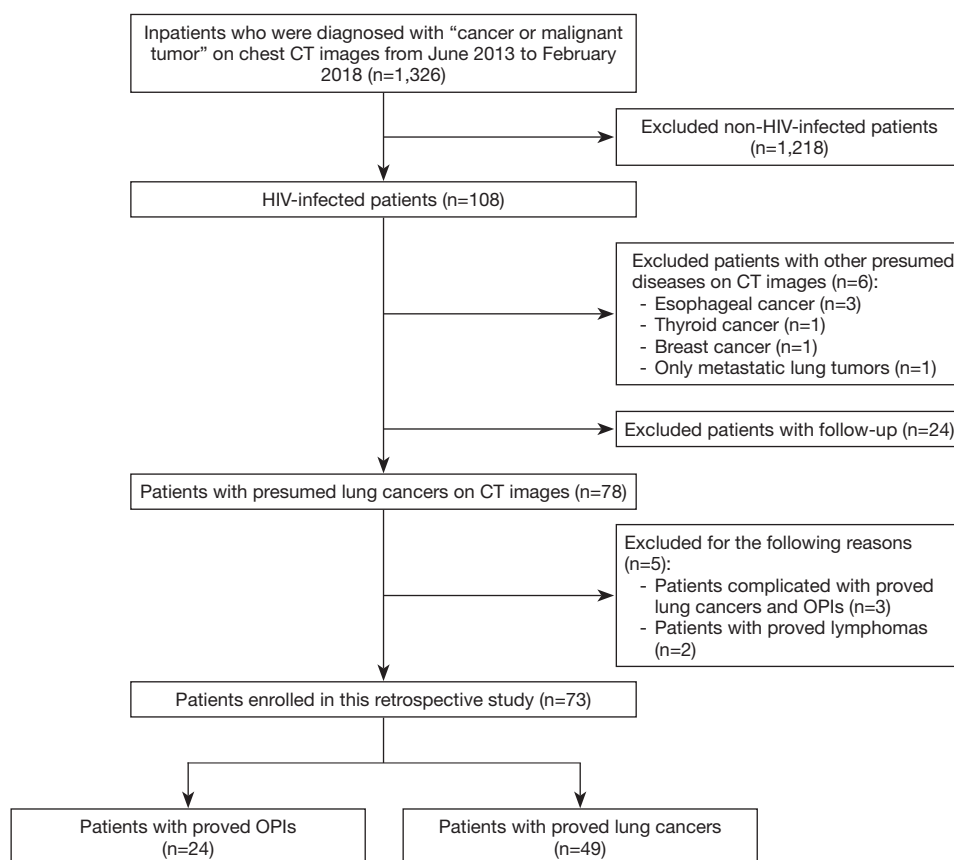 Inpatients who were diagnosed with “cancer or malignant
tumor” on chest CT images from June 2013 to February
2018 (n=1,326)
Excluded non-HIV-infected patients
(n=1,218)
HIV-infected patients (n=108)
Excluded patients with other presumed
diseases on CT images (n=6):
- Esophageal cancer (n=3)
- Thyroid cancer (n=1)
- Breast cancer (n=1)
- Only metastatic lung tumors (n=1)
Excluded patients with follow-up (n=24)
Patients with presumed lung cancers on CT images (n=78)
Excluded for the following reasons
(n=5):
- Patients complicated with proved
lung cancers and OPIs (n=3)
- Patients with proved lymphomas
(n=2)
Patients enrolled in this retrospective study (n=73)
Patients with proved OPIs
(n=24)
Patients with proved lung cancers
(n=49)